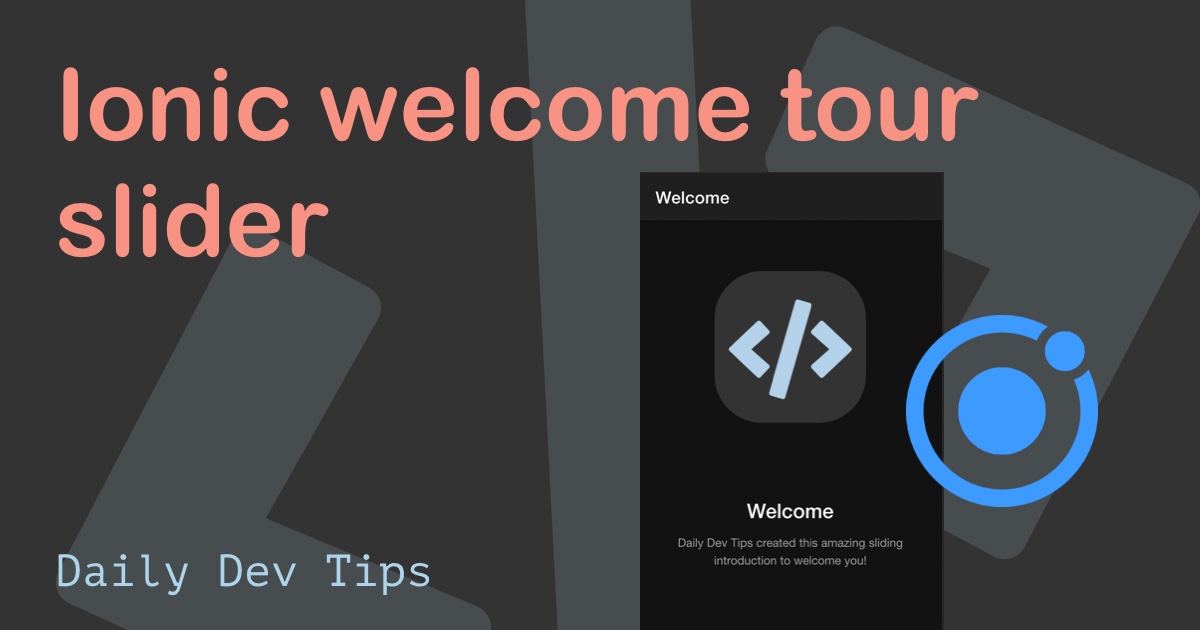 Ionic welcome tour
slider
Welcome
</>
Welcome
Daily Dev Tips created this amazing sliding
introduction to welcome you!
Daily Dev Tips